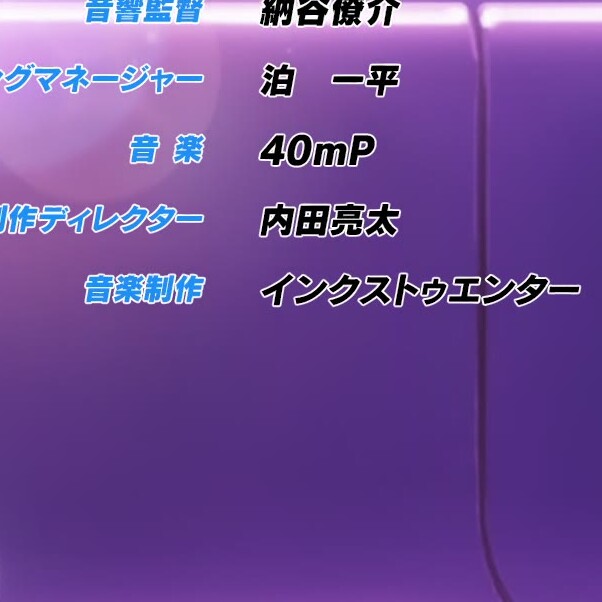 音響監督 納谷僚介
グマネージャー 泊 一平
音楽 40mP
制作ディレクター 内田亮太
音楽制作 インクストゥエンター